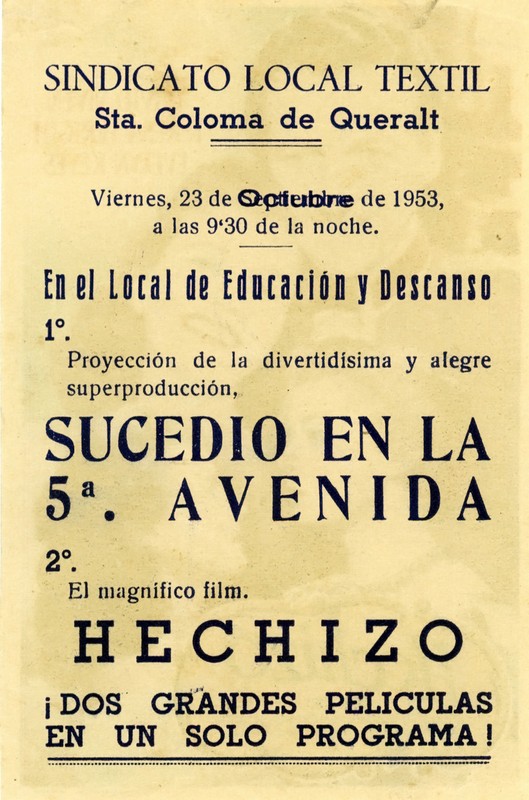 SINDICATO LOCAL TEXTIL
Sta. Coloma de Queralt
Viernes, 23 de Octubre de 1953,
a las 9'30 de la noche.
En el Local de Educación y Descanso
1º.
Proyección de la divertidísima y alegre
superproducción,
SUCEDIO EN LA
5ª. AVENIDA
2º.
El magnífico film.
HECHIZO
¡DOS GRANDES PELICULAS
EN UN SOLO PROGRAMA!